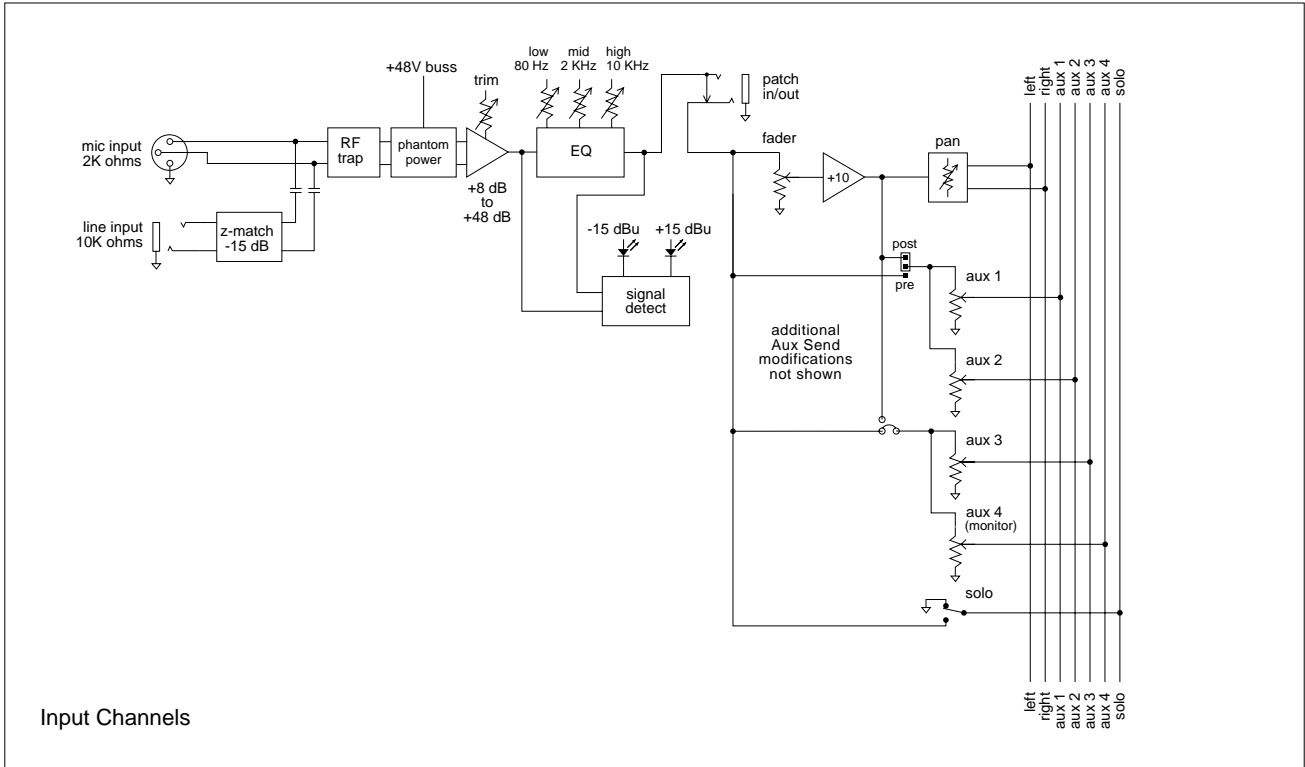 low
80 Hz
mid
2 KHz
high
10 KHz
+48V buss
trim
mic input
2K ohms
RF
trap
phantom
power
EQ
+8 dB
to
+48 dB
line input
10K ohms
z-match
-15 dB
-15 dBu
+15 dBu
signal
detect
patch
in/out
fader
+10
pan
post
pre
aux 1
additional
Aux Send
modifications
not shown
aux 2
aux 3
aux 4
(monitor)
solo
left
right
aux 1
aux 2
aux 3
aux 4
solo
left
right
aux 1
aux 2
aux 3
aux 4
solo
Input Channels